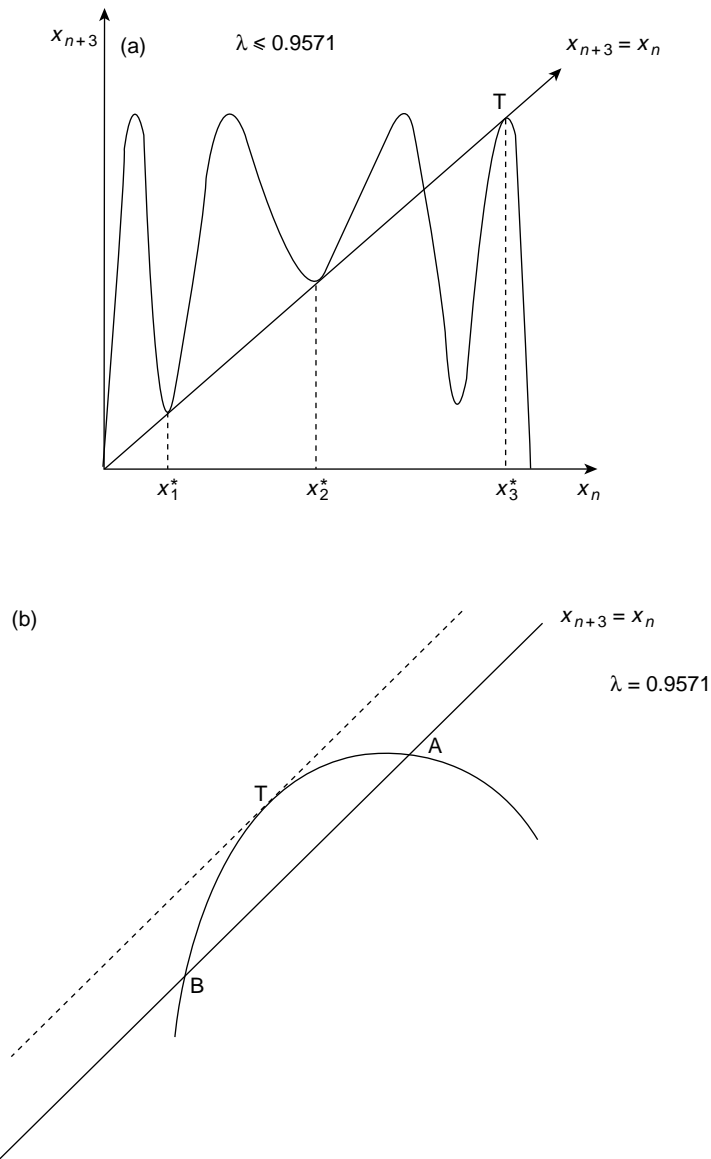 x_{n+3}
(a)
λ ⩽ 0.9571
x_{n+3} = x_n
T
x_1^*
x_2^*
x_3^*
x_n
(b)
x_{n+3} = x_n
λ = 0.9571
A
T
B